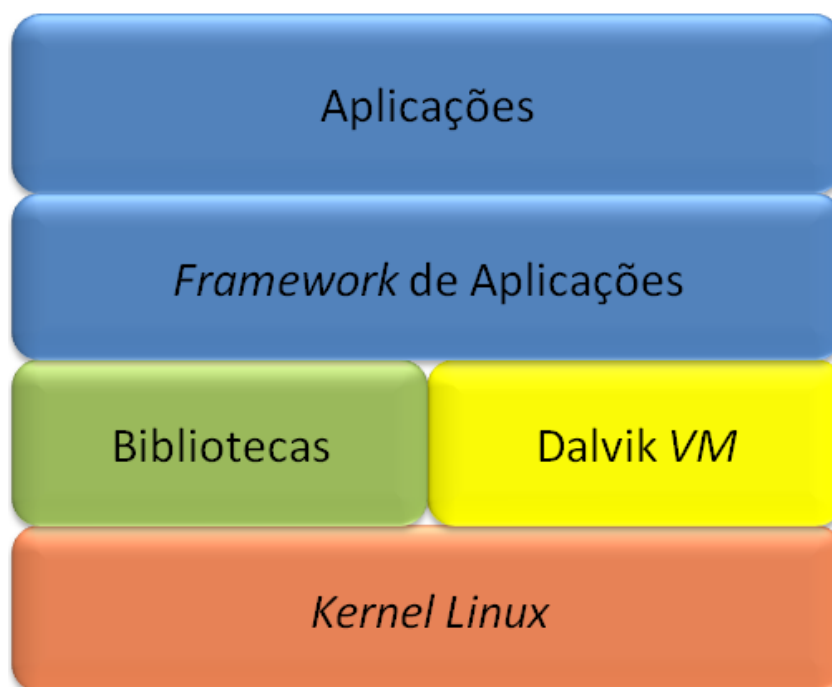 Aplicações
Framework de Aplicações
Bibliotecas
Dalvik VM
Kernel Linux